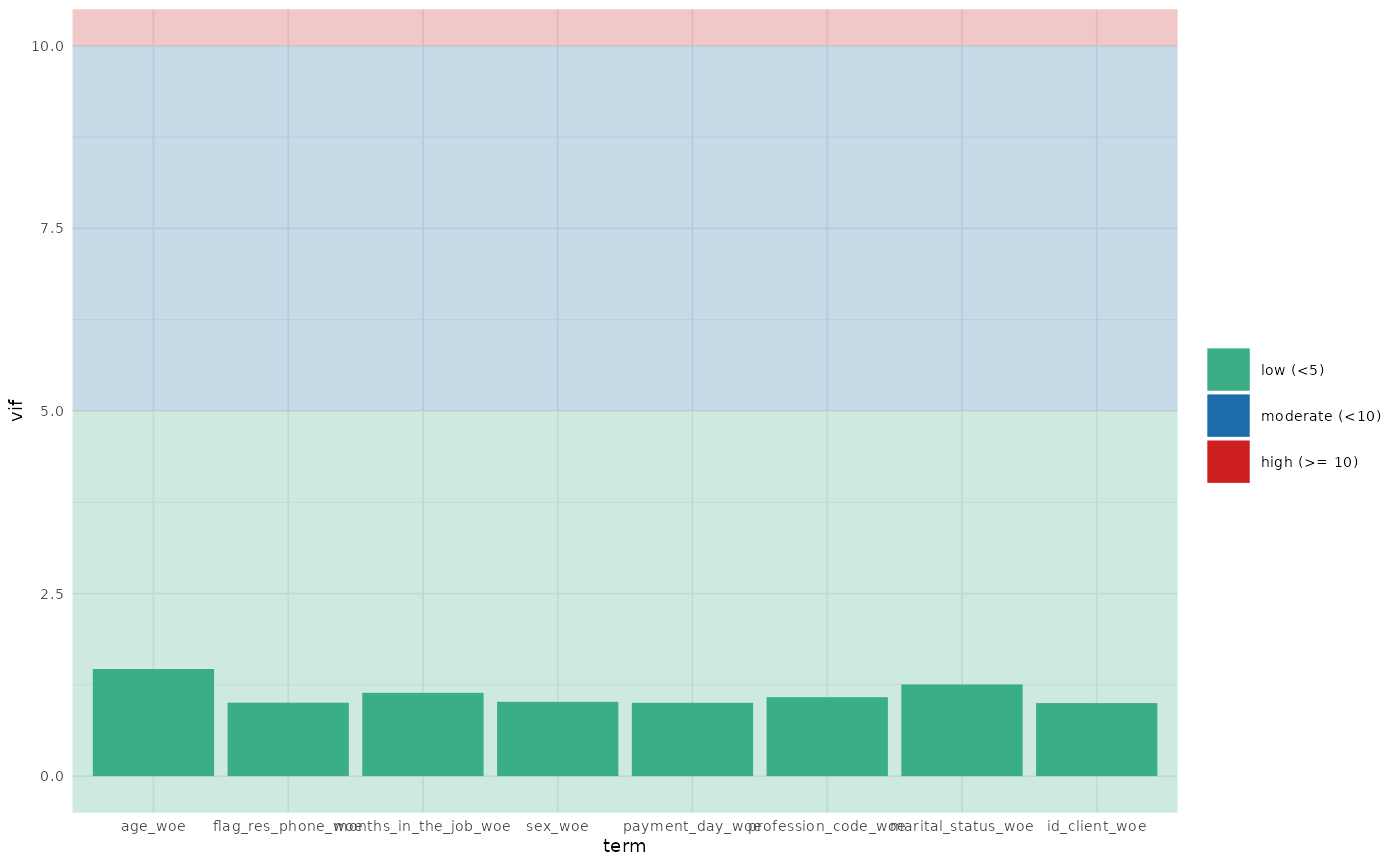 10.0
7.5
5.0
2.5
0.0
vif
age_woe
flag_res_phone_woe
months_in_the_job_woe
sex_woe
payment_day_woe
profession_code_woe
marital_status_woe
id_client_woe
term
low (<5)
moderate (<10)
high (>= 10)